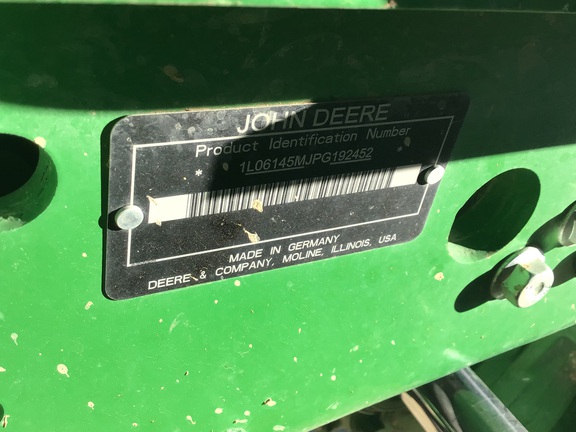 JOHN DEERE
Product Identification Number
* 1L06145MJPG192452
MADE IN GERMANY
DEERE & COMPANY, MOLINE, ILLINOIS, USA